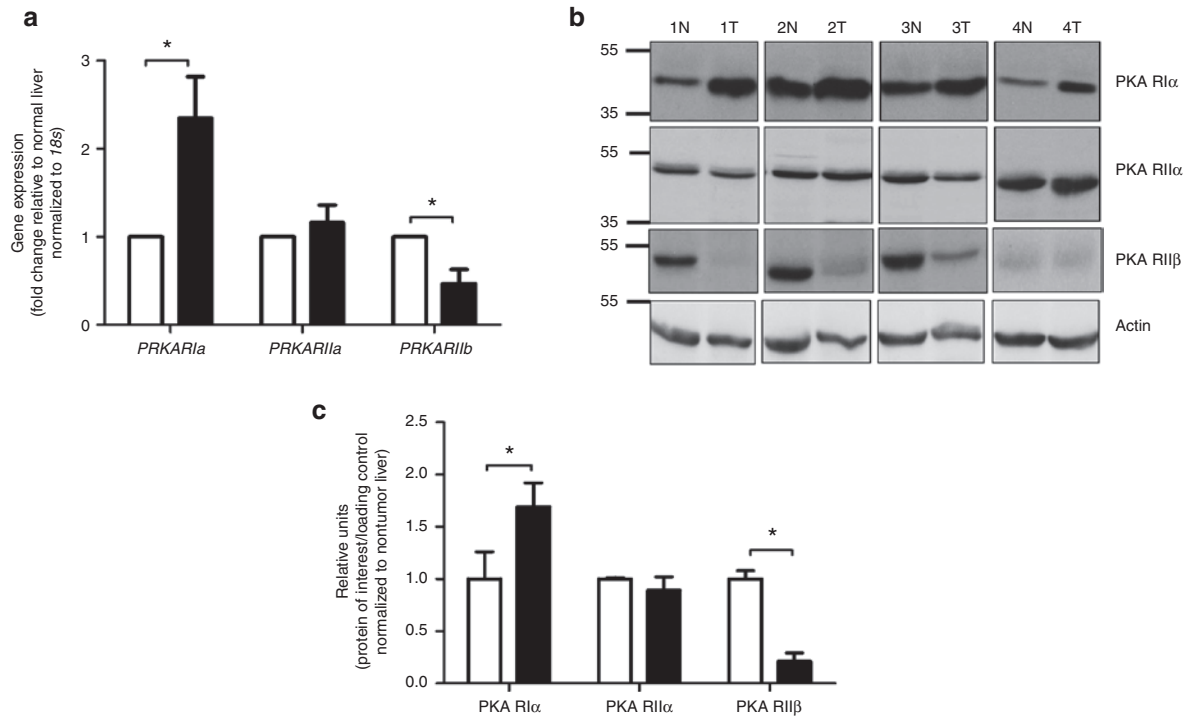 a
Gene expression
(fold change relative to normal liver
normalized to 18s)
3
2
1
0
*
*
PRKARIa
PRKARIIa
PRKARIIb
b
1N 1T 2N 2T 3N 3T 4N 4T
55
35
PKA RIα
55
35
PKA RIIα
55
PKA RIIβ
55
Actin
c
Relative units
(protein of interest/loading control
normalized to nontumor liver)
2.5
2.0
1.5
1.0
0.5
0.0
*
*
PKA RIα
PKA RIIα
PKA RIIβ